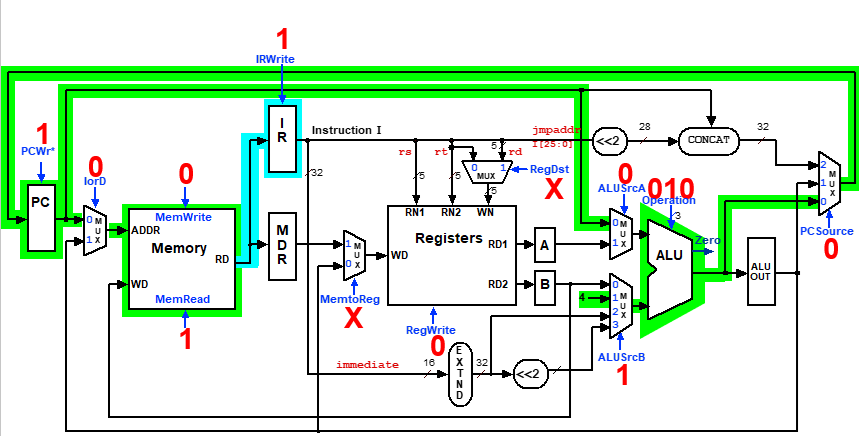 1
IRWrite
1
PCWr*
0
IorD
0
MemWrite
PC
0
M
U
X
1
ADDR
Memory
RD
WD
MemRead
1
I
R
Instruction I
32
M
D
R
1
M
U
X
0
MemtoReg
X
rs
rt
rd
5
5
5
0
MUX
1
5
RegDst
X
RN1
RN2
WN
Registers
WD
RD1
RD2
RegWrite
0
A
B
jmpaddr
I[25:0]
<<2
28
CONCAT
32
0
ALUSrcA
010
Operation
3
0
M
U
X
1
Zero
ALU
4
0
1
M
U
X
2
3
ALUSrcB
1
ALU
OUT
2
M
U
X
1
0
PCSource
0
immediate
16
E
X
T
N
D
32
<<2